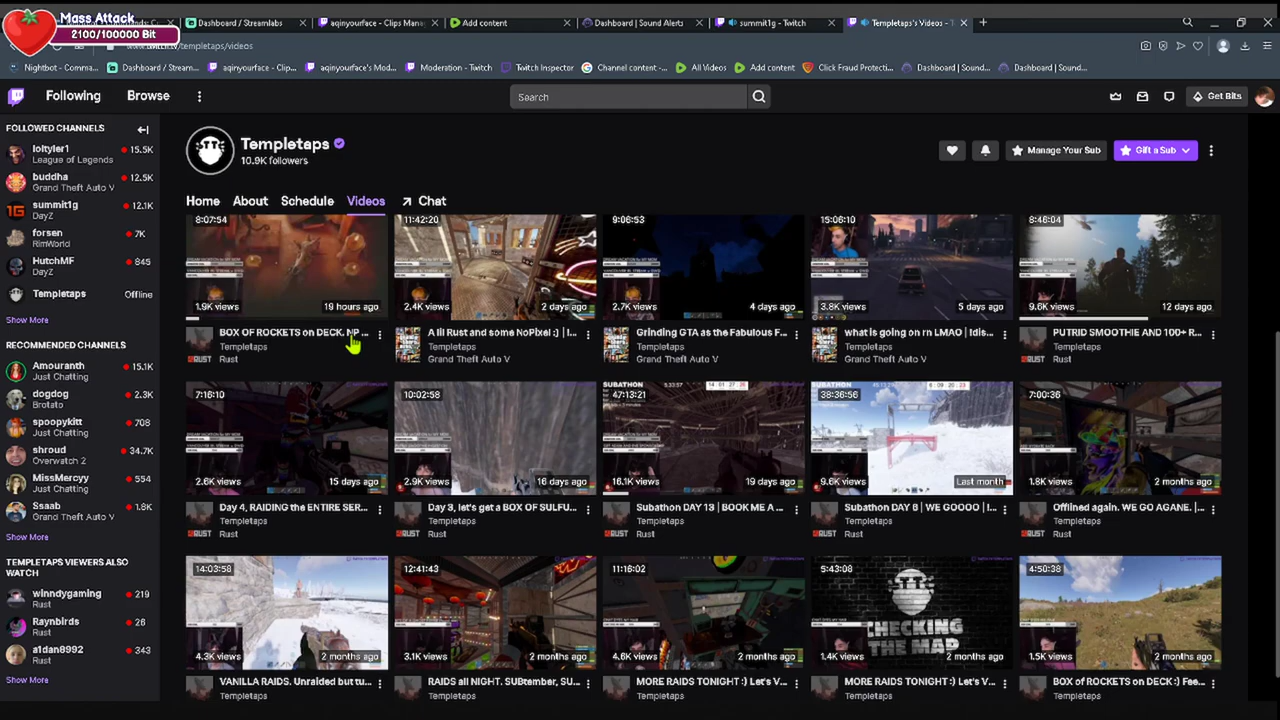 Mass Attack
2100/100000 Bit
Dashboard / Streamlabs
aqinyourface - Clips Man
Add content
Dashboard | Sound Alerts
summit1g - Twitch
Templetaps's Videos - Tw
/templetaps/videos
Nightbot - Comma...
Dashboard / Stream...
aqinyourface - Clip...
aqinyourface's Mod...
Moderation - Twitch
Twitch Inspector
Channel content -...
All Videos
Add content
Click Fraud Protecti...
Dashboard | Sound...
Dashboard | Soun...
Following
Browse
Search
Get Bits
FOLLOWED CHANNELS
loltyler1
15.5K
League of Legends
buddha
12.5K
Grand Theft Auto V
summit1g
12.1K
DayZ
forsen
7K
RimWorld
HutchMF
845
DayZ
Templetaps
Offline
Show More
RECOMMENDED CHANNELS
Amouranth
15.1K
Just Chatting
dogdog
2.3K
Brotato
spoopykitt
708
Just Chatting
shroud
34.7K
Overwatch 2
MissMercyy
554
Just Chatting
Ssaab
1.8K
Grand Theft Auto V
Show More
TEMPLETAPS VIEWERS ALSO
WATCH
winndygaming
219
Rust
Raynbirds
26
Rust
a1dan8992
343
Rust
Show More
Templetaps
10.9K followers
Manage Your Sub
Gift a Sub
Home
About
Schedule
Videos
Chat
8:07:54
1.9K views
19 hours ago
BOX OF ROCKETS on DECK. NP ...
Templetaps
Rust
11:42:20
2.4K views
2 days ago
A lil Rust and some NoPixel :) | I...
Templetaps
Grand Theft Auto V
9:06:53
2.7K views
4 days ago
Grinding GTA as the Fabulous F...
Templetaps
Grand Theft Auto V
15:06:10
3.8K views
5 days ago
what is going on rn LMAO | !dis...
Templetaps
Grand Theft Auto V
8:46:04
9.6K views
12 days ago
PUTRID SMOOTHIE AND 100+ R...
Templetaps
Rust
7:16:10
2.6K views
15 days ago
Day 4, RAIDING the ENTIRE SER...
Templetaps
Rust
10:02:58
2.9K views
16 days ago
Day 3, let's get a BOX OF SULFU...
Templetaps
Rust
SUBATHON
47:13:21
16.1K views
19 days ago
Subathon DAY 13 | BOOK ME A ...
Templetaps
Rust
SUBATHON
38:36:56
9.6K views
Last month
Subathon DAY 8 | WE GOOOO | I...
Templetaps
Rust
7:00:36
1.8K views
2 months ago
Offlined again. WE GO AGANE. |...
Templetaps
Rust
14:03:58
4.3K views
2 months ago
VANILLA RAIDS. Unraided but tu...
Templetaps
12:41:43
3.1K views
2 months ago
RAIDS all NIGHT. SUBtember, SU...
Templetaps
11:16:02
4.6K views
2 months ago
MORE RAIDS TONIGHT :) Let's V...
Templetaps
5:43:08
CHECKING
THE MAP
1.4K views
2 months ago
MORE RAIDS TONIGHT :) Let's V...
Templetaps
4:50:38
1.5K views
2 months ago
BOX of ROCKETS on DECK :) Fee...
Templetaps